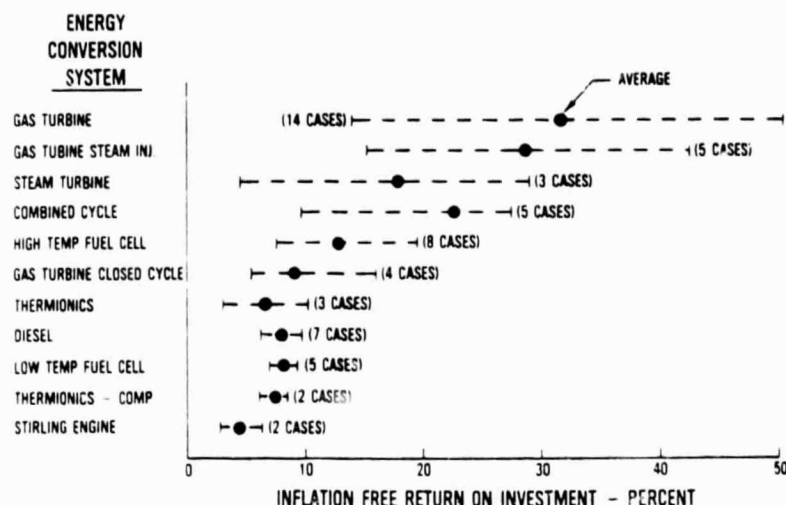 ENERGY
CONVERSION
SYSTEM
AVERAGE
GAS TURBINE (14 CASES)
GAS TUBINE STEAM INJ. (5 CASES)
STEAM TURBINE (3 CASES)
COMBINED CYCLE (5 CASES)
HIGH TEMP FUEL CELL (8 CASES)
GAS TURBINE CLOSED CYCLE (4 CASES)
THERMIONICS (3 CASES)
DIESEL (7 CASES)
LOW TEMP FUEL CELL (5 CASES)
THERMIONICS - COMP (2 CASES)
STIRLING ENGINE (2 CASES)
0 10 20 30 40 50
INFLATION FREE RETURN ON INVESTMENT - PERCENT